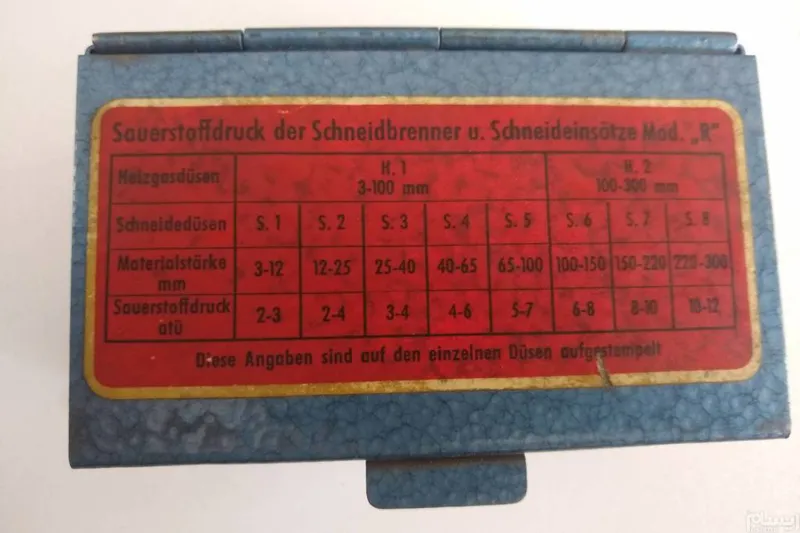 Sauerstoffdruck der Schneidbrenner u. Schneideinsätze Mod. „R"
Heizgasdüsen H. 1 H. 2
3-100 mm 100-300 mm
Schneidedüsen S. 1 S. 2 S. 3 S. 4 S. 5 S. 6 S. 7 S. 8
Materialstärke 3-12 12-25 25-40 40-65 65-100 100-150 150-220 220-300
mm
Sauerstoffdruck 2-3 2-4 3-4 4-6 5-7 6-8 8-10 10-12
atü
Diese Angaben sind auf den einzelnen Düsen aufgestempelt
ایسام